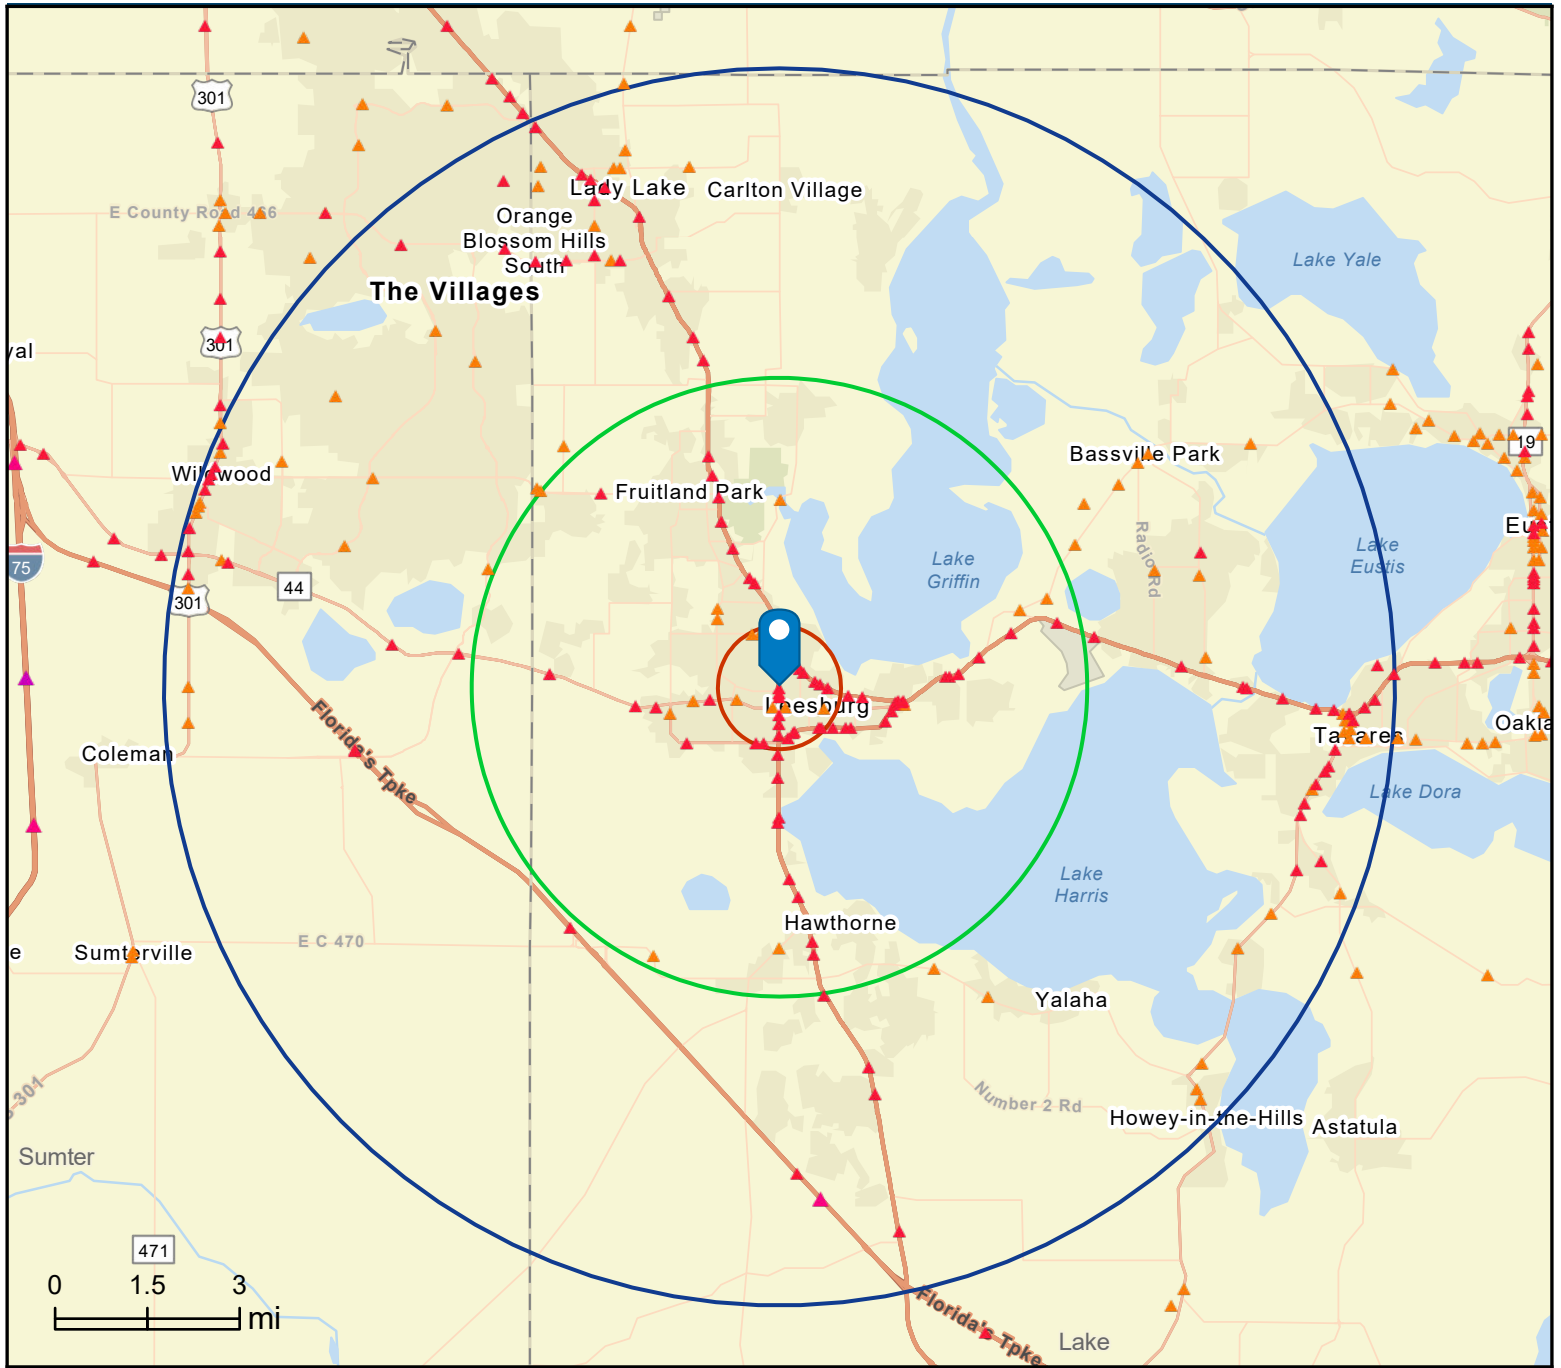 301
E County Road 466
Lady Lake
Carlton Village
Orange
Blossom Hills
South
The Villages
Lake Yale
301
19
Bassville Park
Wildwood
Fruitland Park
Radio Rd
Lake
Griffin
Lake
Eustis
75
44
301
Leesburg
Tavares
Coleman
Florida's Tpke
Lake Dora
Lake
Harris
Hawthorne
E C 470
Sumterville
Yalaha
Number 2 Rd
Howey-in-the-Hills
Astatula
301
Sumter
471
0 1.5 3
mi
Florida's Tpke
Lake